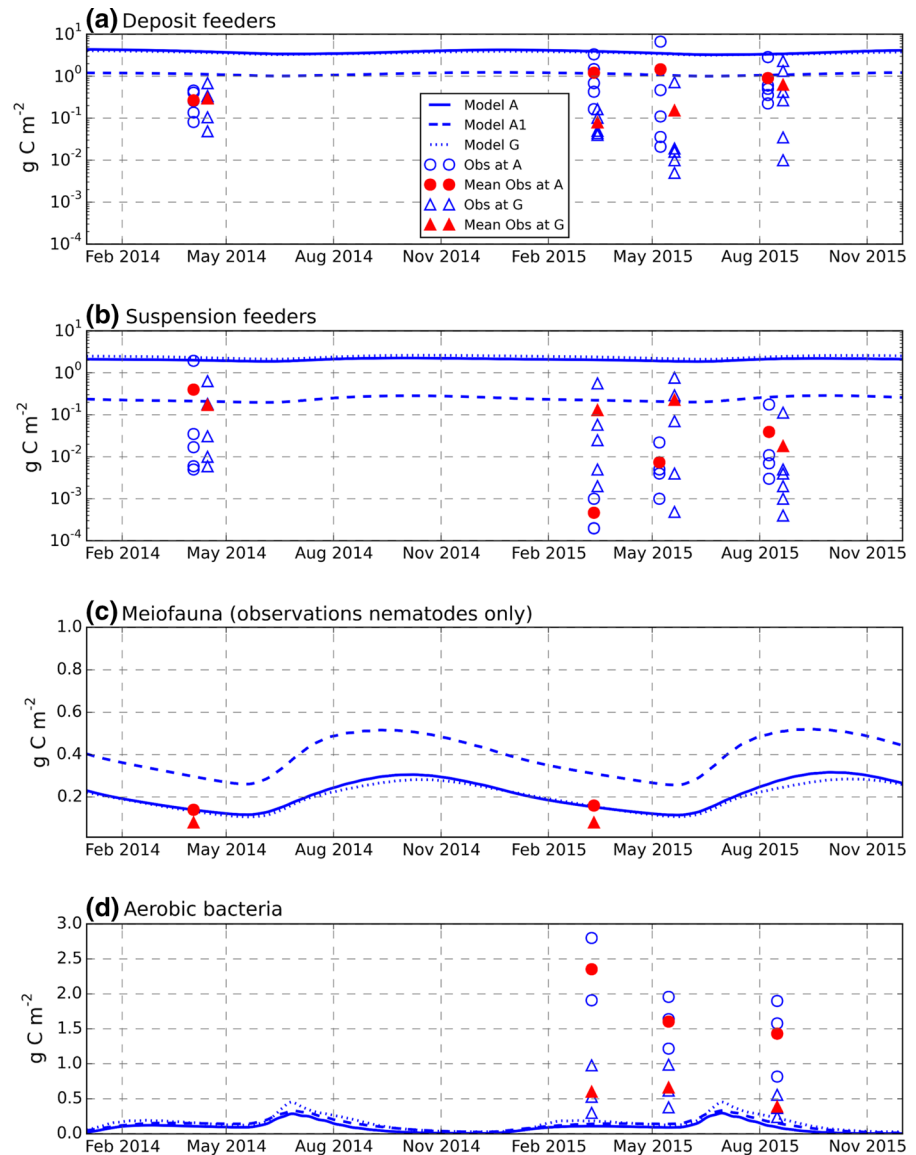 (a) Deposit feeders
10^1
10^0
10^-1
10^-2
10^-3
10^-4
g C m^-2
Model A
Model A1
Model G
Obs at A
Mean Obs at A
Obs at G
Mean Obs at G
Feb 2014 May 2014 Aug 2014 Nov 2014 Feb 2015 May 2015 Aug 2015 Nov 2015
(b) Suspension feeders
10^1
10^0
10^-1
10^-2
10^-3
10^-4
g C m^-2
Feb 2014 May 2014 Aug 2014 Nov 2014 Feb 2015 May 2015 Aug 2015 Nov 2015
(c) Meiofauna (observations nematodes only)
1.0
0.8
0.6
0.4
0.2
g C m^-2
Feb 2014 May 2014 Aug 2014 Nov 2014 Feb 2015 May 2015 Aug 2015 Nov 2015
(d) Aerobic bacteria
3.0
2.5
2.0
1.5
1.0
0.5
0.0
g C m^-2
Feb 2014 May 2014 Aug 2014 Nov 2014 Feb 2015 May 2015 Aug 2015 Nov 2015